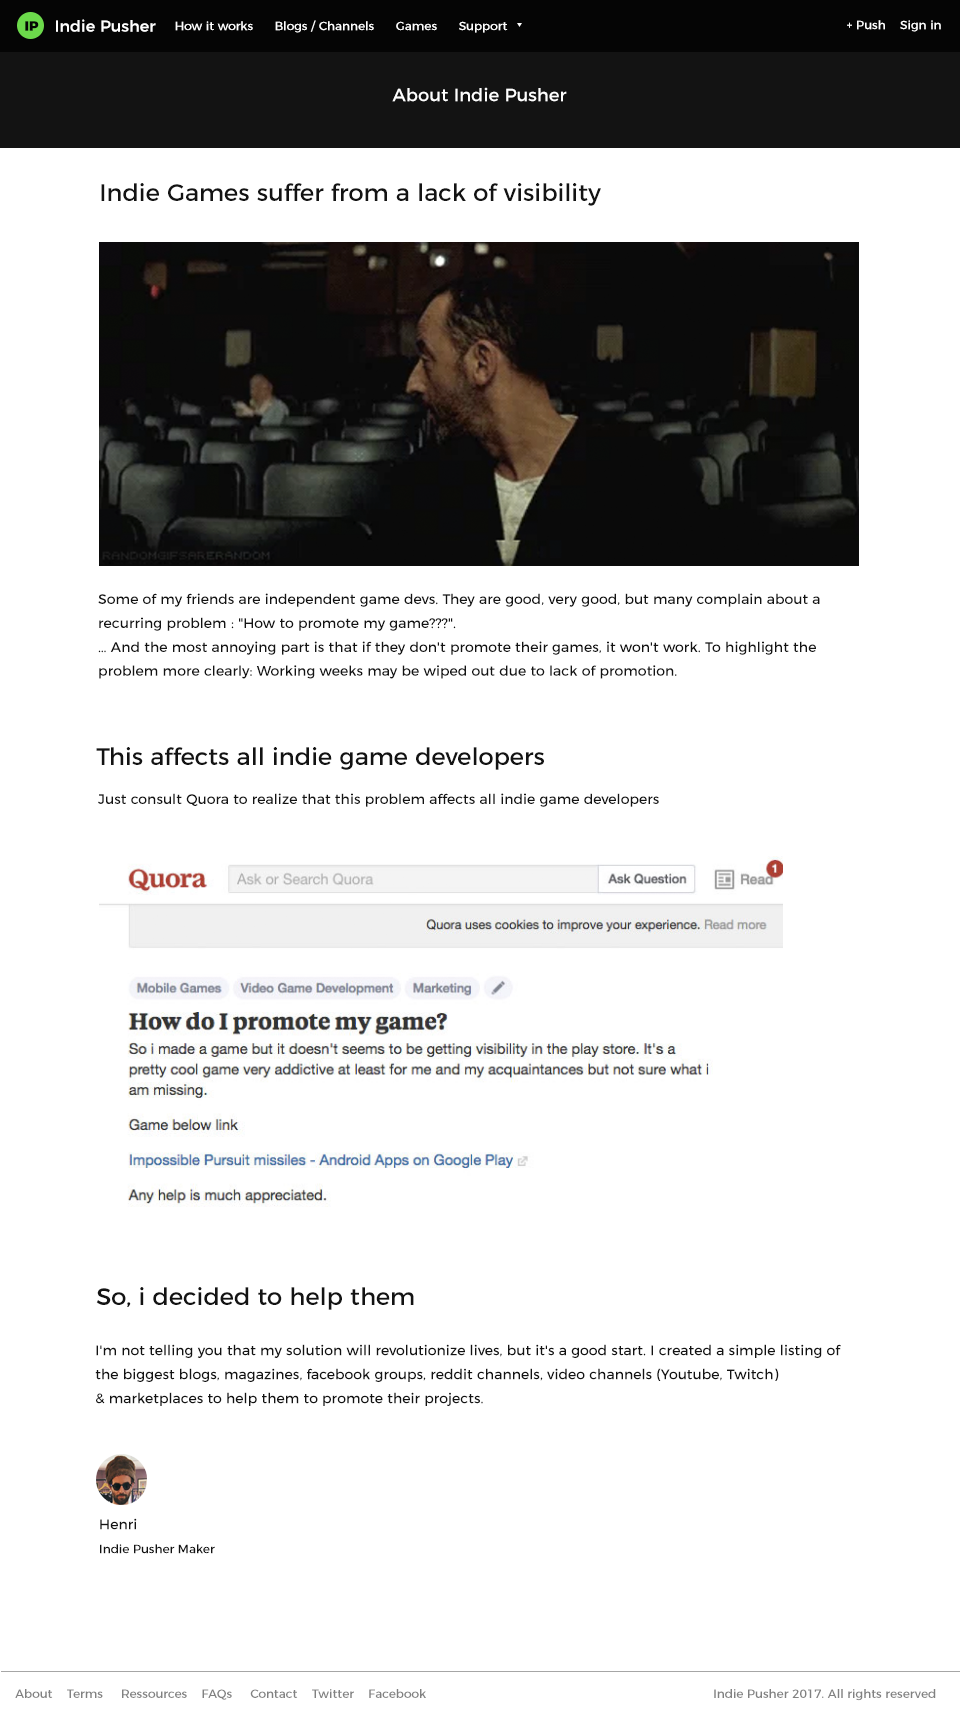 IP Indie Pusher How it works Blogs / Channels Games Support + Push Sign in
About Indie Pusher
Indie Games suffer from a lack of visibility
RANDOMGIFSARERANDOM
Some of my friends are independent game devs. They are good, very good, but many complain about a
recurring problem : "How to promote my game???".
... And the most annoying part is that if they don't promote their games, it won't work. To highlight the
problem more clearly: Working weeks may be wiped out due to lack of promotion.
This affects all indie game developers
Just consult Quora to realize that this problem affects all indie game developers
Quora Ask or Search Quora Ask Question Read 1
Quora uses cookies to improve your experience. Read more
Mobile Games Video Game Development Marketing
How do I promote my game?
So i made a game but it doesn't seems to be getting visibility in the play store. It's a
pretty cool game very addictive at least for me and my acquaintances but not sure what i
am missing.
Game below link
Impossible Pursuit missiles - Android Apps on Google Play
Any help is much appreciated.
So, i decided to help them
I'm not telling you that my solution will revolutionize lives, but it's a good start. I created a simple listing of
the biggest blogs, magazines, facebook groups, reddit channels, video channels (Youtube, Twitch)
& marketplaces to help them to promote their projects.
Henri
Indie Pusher Maker
About Terms Ressources FAQs Contact Twitter Facebook Indie Pusher 2017. All rights reserved